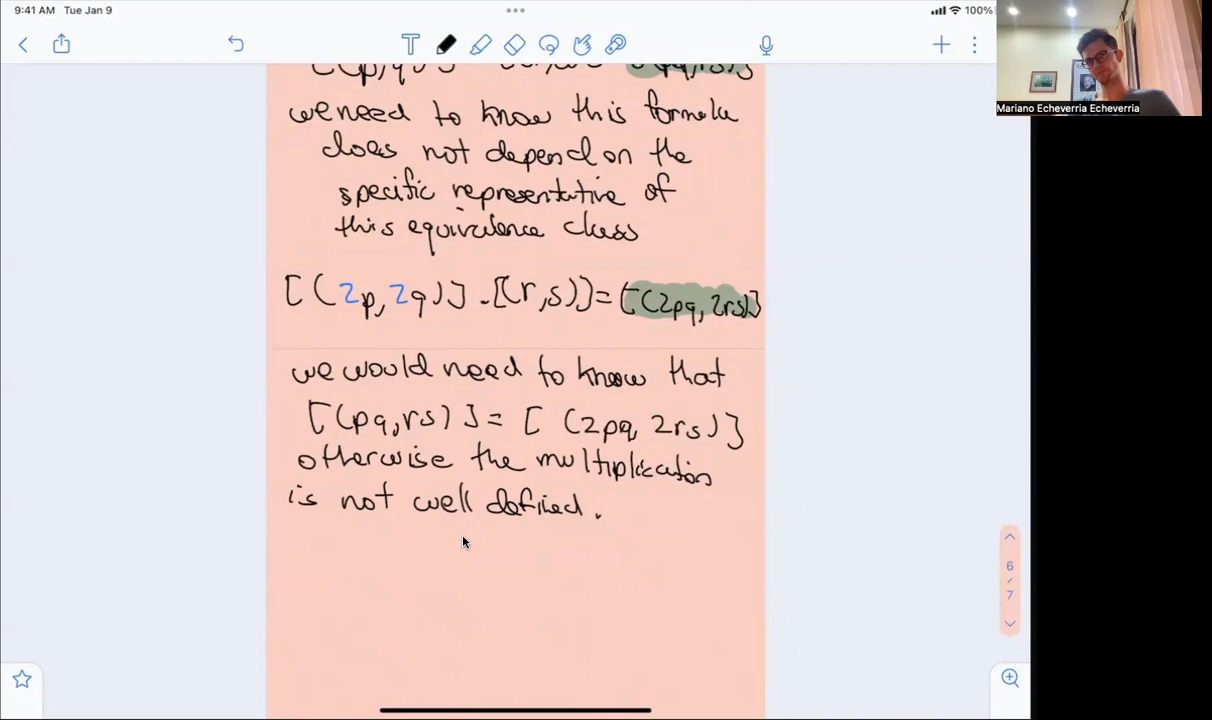 9:41 AM Tue Jan 9
100%
Mariano Echeverria Echeverria
we need to know this formula
does not depend on the
specific representative of
this equivalence class
[(2p,2q)].[(r,s)]=[(2pq, 2rs)]
we would need to know that
[(pq,rs)]=[(2pq, 2rs)]
otherwise the multiplication
is not well defined.
6
/
7